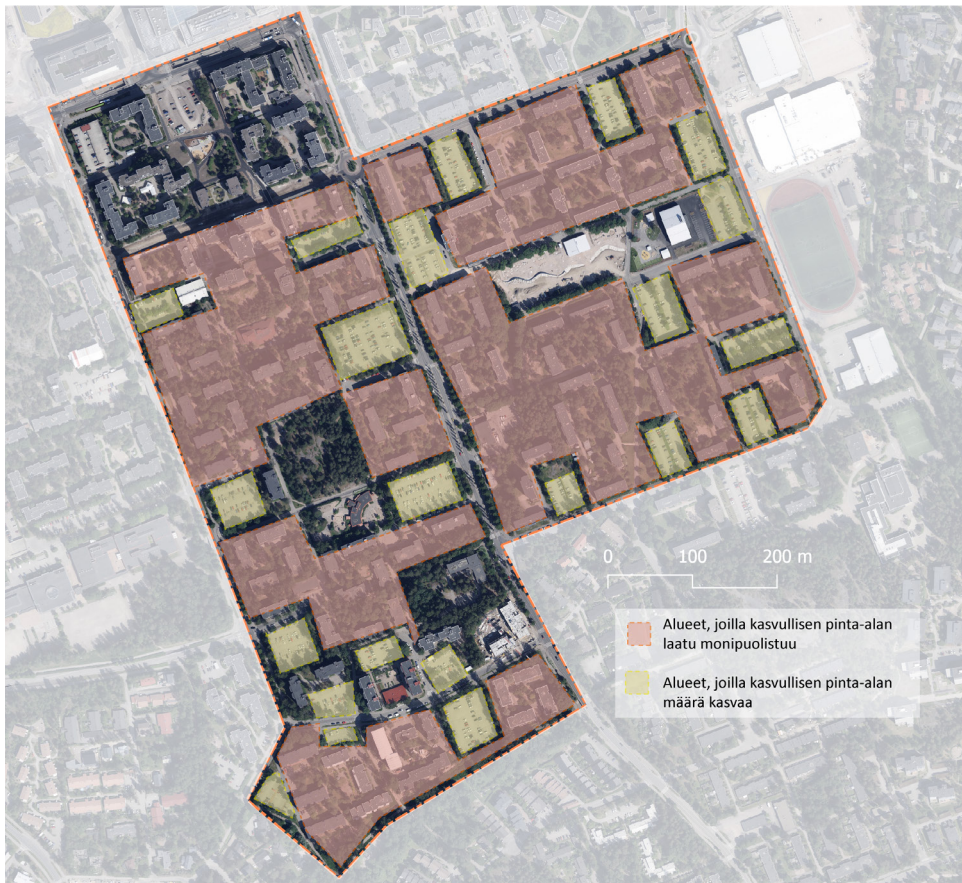 0 100 200 m
Alueet, joilla kasvullisen pinta-alan
laatu monipuolistuu
Alueet, joilla kasvullisen pinta-alan
määrä kasvaa